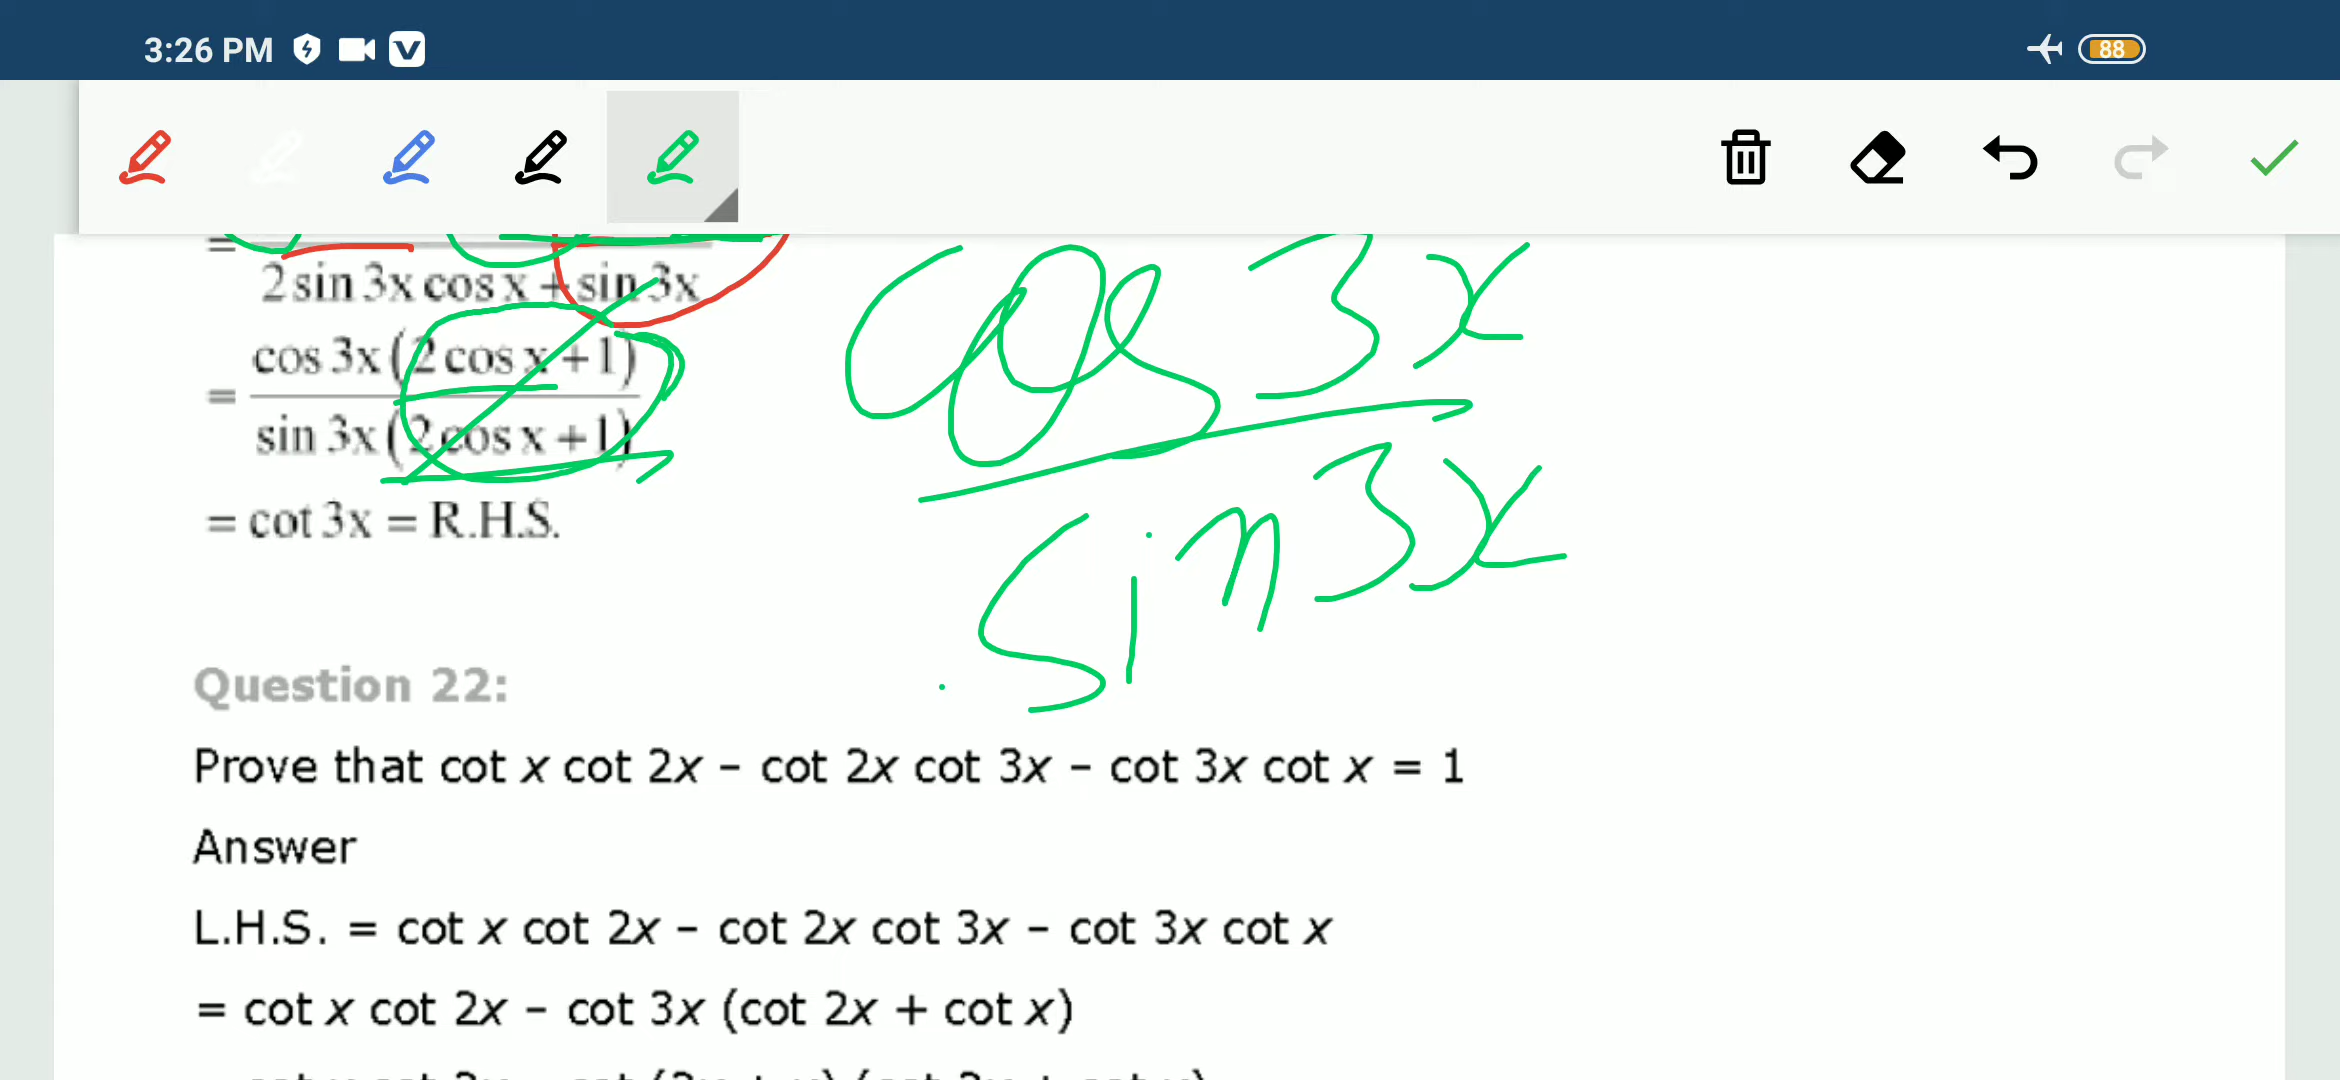 3:26 PM
88
=
2 sin 3x cos x + sin 3x
cos 3x (2 cos x + 1)
=
sin 3x (2 cos x + 1)
= cot 3x = R.H.S.
cos 3x
sin 3x
Question 22:
Prove that cot x cot 2x – cot 2x cot 3x – cot 3x cot x = 1
Answer
L.H.S. = cot x cot 2x – cot 2x cot 3x – cot 3x cot x
= cot x cot 2x – cot 3x (cot 2x + cot x)